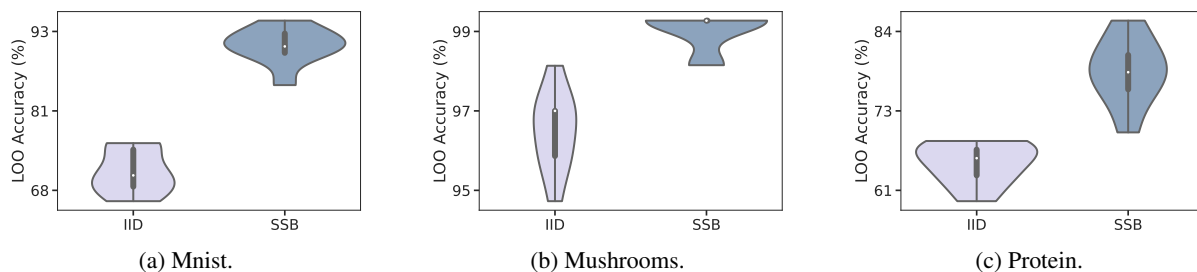 LOO Accuracy (%)
93
81
68
IID
SSB
(a) Mnist.
LOO Accuracy (%)
99
97
95
IID
SSB
(b) Mushrooms.
LOO Accuracy (%)
84
73
61
IID
SSB
(c) Protein.